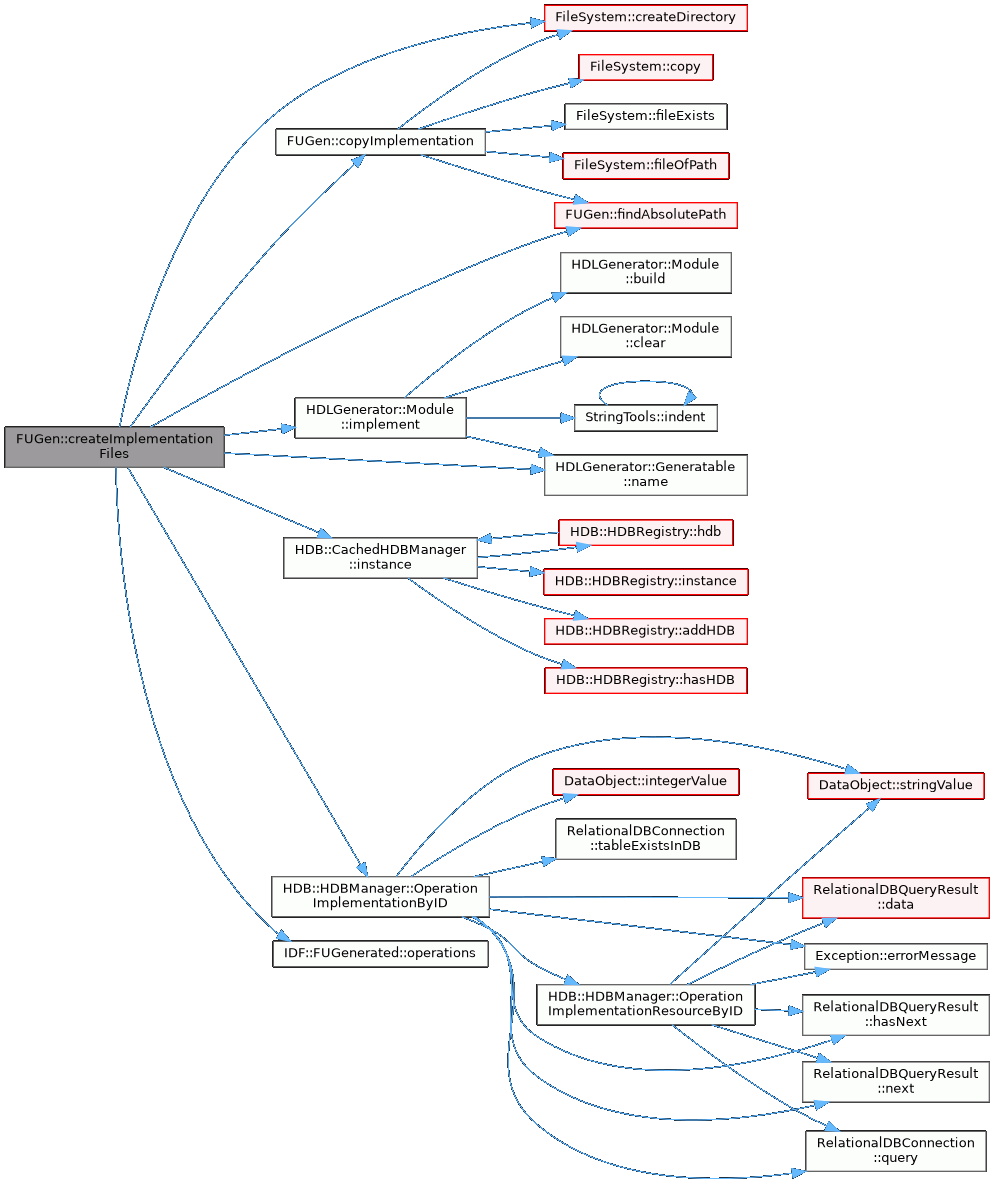 FileSystem::createDirectory
FileSystem::copy
FileSystem::fileExists
FUGen::copyImplementation
FileSystem::fileOfPath
FUGen::findAbsolutePath
HDLGenerator::Module
::build
HDLGenerator::Module
::clear
HDLGenerator::Module
::implement
StringTools::indent
FUGen::createImplementation
Files
HDLGenerator::Generatable
::name
HDB::HDBRegistry::hdb
HDB::CachedHDBManager
::instance
HDB::HDBRegistry::instance
HDB::HDBRegistry::addHDB
HDB::HDBRegistry::hasHDB
DataObject::integerValue
DataObject::stringValue
RelationalDBConnection
::tableExistsInDB
HDB::HDBManager::Operation
ImplementationByID
RelationalDBQueryResult
::data
IDF::FUGenerated::operations
Exception::errorMessage
HDB::HDBManager::Operation
ImplementationResourceByID
RelationalDBQueryResult
::hasNext
RelationalDBQueryResult
::next
RelationalDBConnection
::query